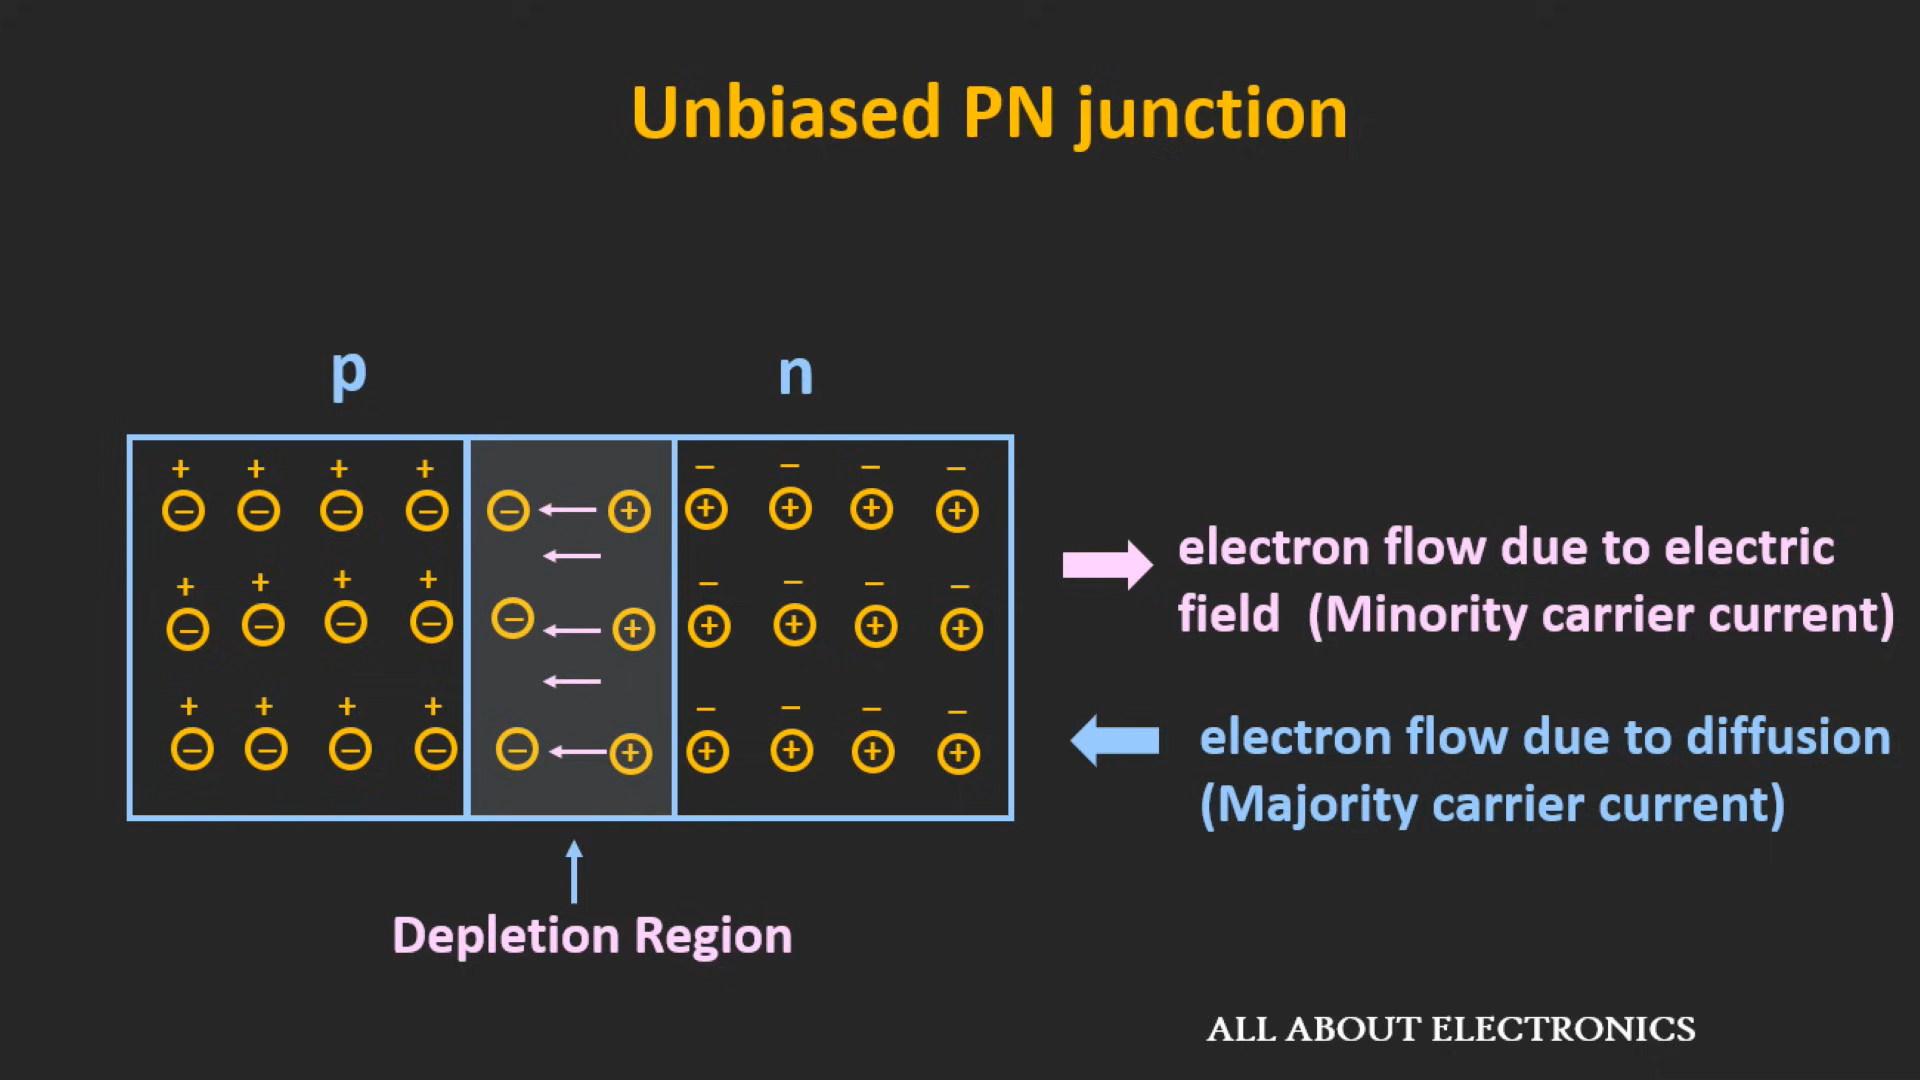 Unbiased PN junction
p n
+ + + + − − − −
− − − − − + + + + +
+ + + + − − − −
− − − − − + + + + +
+ + + + − − − −
− − − − − + + + + +
electron flow due to electric
field (Minority carrier current)
electron flow due to diffusion
(Majority carrier current)
Depletion Region
ALL ABOUT ELECTRONICS